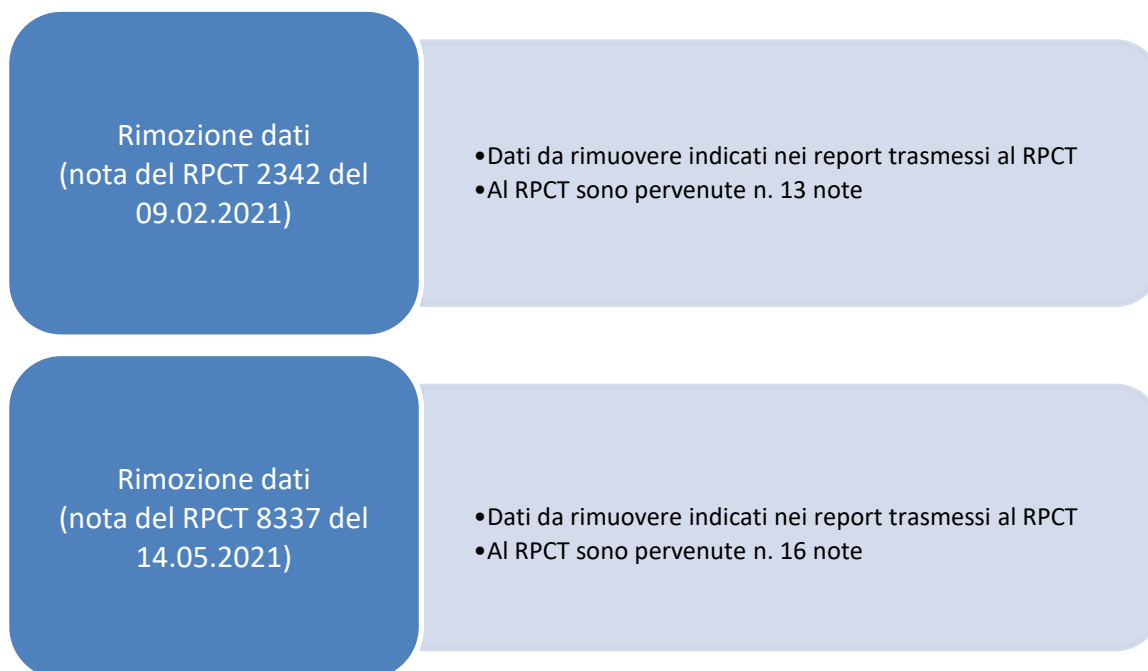 Rimozione dati
(nota del RPCT 2342 del
09.02.2021)
•Dati da rimuovere indicati nei report trasmessi al RPCT
•Al RPCT sono pervenute n. 13 note
Rimozione dati
(nota del RPCT 8337 del
14.05.2021)
•Dati da rimuovere indicati nei report trasmessi al RPCT
•Al RPCT sono pervenute n. 16 note